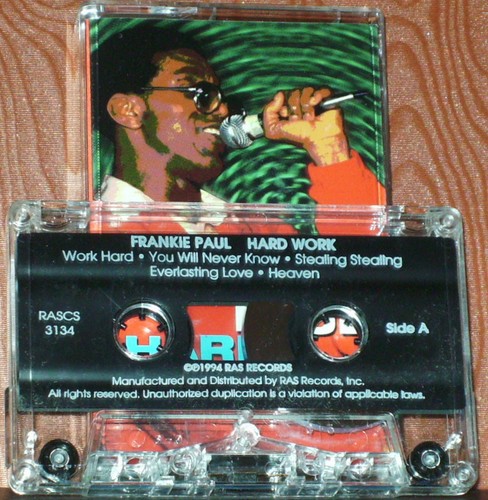 FRANKIE PAUL HARD WORK
Work Hard • You Will Never Know • Stealing Stealing
Everlasting Love • Heaven
RASCS
3134
Side A
©℗1994 RAS RECORDS
Manufactured and Distributed by RAS Records, Inc.
All rights reserved. Unauthorized duplication is a violation of applicable laws.